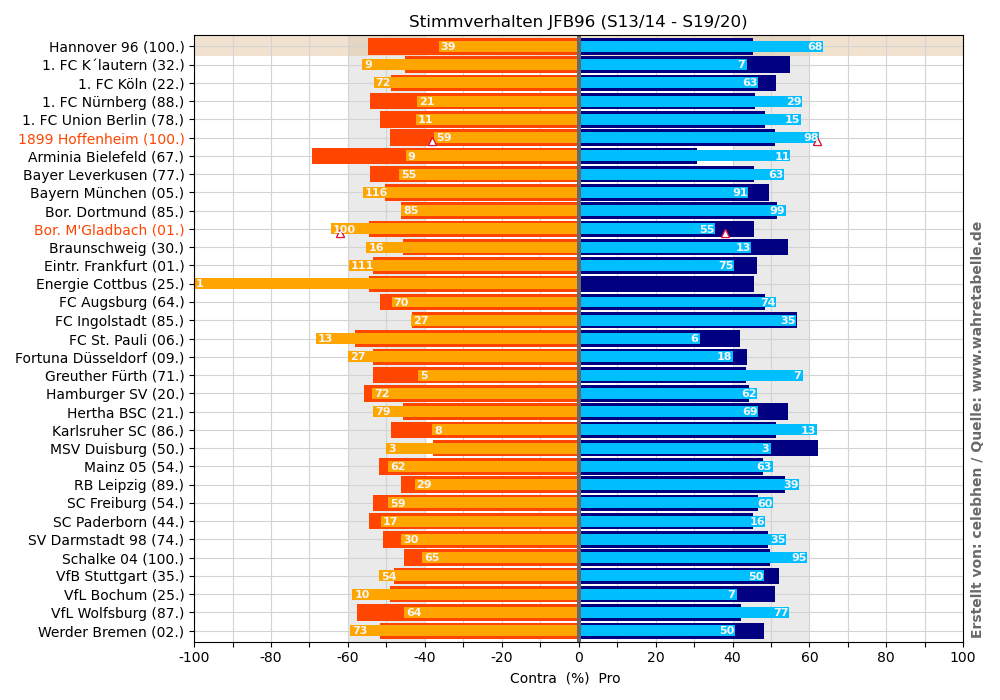 Stimmverhalten JFB96 (S13/14 - S19/20)
Hannover 96 (100.) 39 68
1. FC K´lautern (32.) 9 7
1. FC Köln (22.) 72 63
1. FC Nürnberg (88.) 21 29
1. FC Union Berlin (78.) 11 15
1899 Hoffenheim (100.) 59 98
Arminia Bielefeld (67.) 9 11
Bayer Leverkusen (77.) 55 63
Bayern München (05.) 116 91
Bor. Dortmund (85.) 85 99
Bor. M'Gladbach (01.) 100 55
Braunschweig (30.) 16 13
Eintr. Frankfurt (01.) 111 75
Energie Cottbus (25.) 1
FC Augsburg (64.) 70 74
FC Ingolstadt (85.) 27 35
FC St. Pauli (06.) 13 6
Fortuna Düsseldorf (09.) 27 18
Greuther Fürth (71.) 5 7
Hamburger SV (20.) 72 62
Hertha BSC (21.) 79 69
Karlsruher SC (86.) 8 13
MSV Duisburg (50.) 3 3
Mainz 05 (54.) 62 63
RB Leipzig (89.) 29 39
SC Freiburg (54.) 59 60
SC Paderborn (44.) 17 16
SV Darmstadt 98 (74.) 30 35
Schalke 04 (100.) 65 95
VfB Stuttgart (35.) 54 50
VfL Bochum (25.) 10 7
VfL Wolfsburg (87.) 64 77
Werder Bremen (02.) 73 50
-100 -80 -60 -40 -20 0 20 40 60 80 100
Contra (%) Pro
Erstellt von: celebhen / Quelle: www.wahretabelle.de